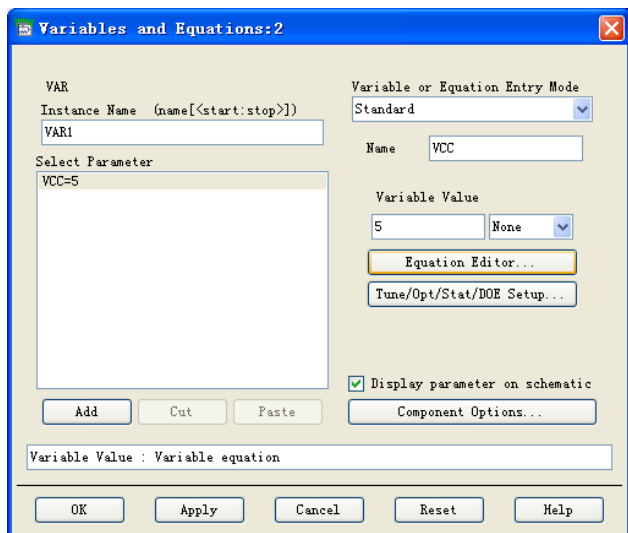 Variables and Equations:2
VAR
Instance Name (name[<start:stop>])
VAR1
Select Parameter
VCC=5
Variable or Equation Entry Mode
Standard
Name VCC
Variable Value
5 None
Equation Editor...
Tune/Opt/Stat/DOE Setup...
Display parameter on schematic
Add Cut Paste
Component Options...
Variable Value : Variable equation
OK Apply Cancel Reset Help